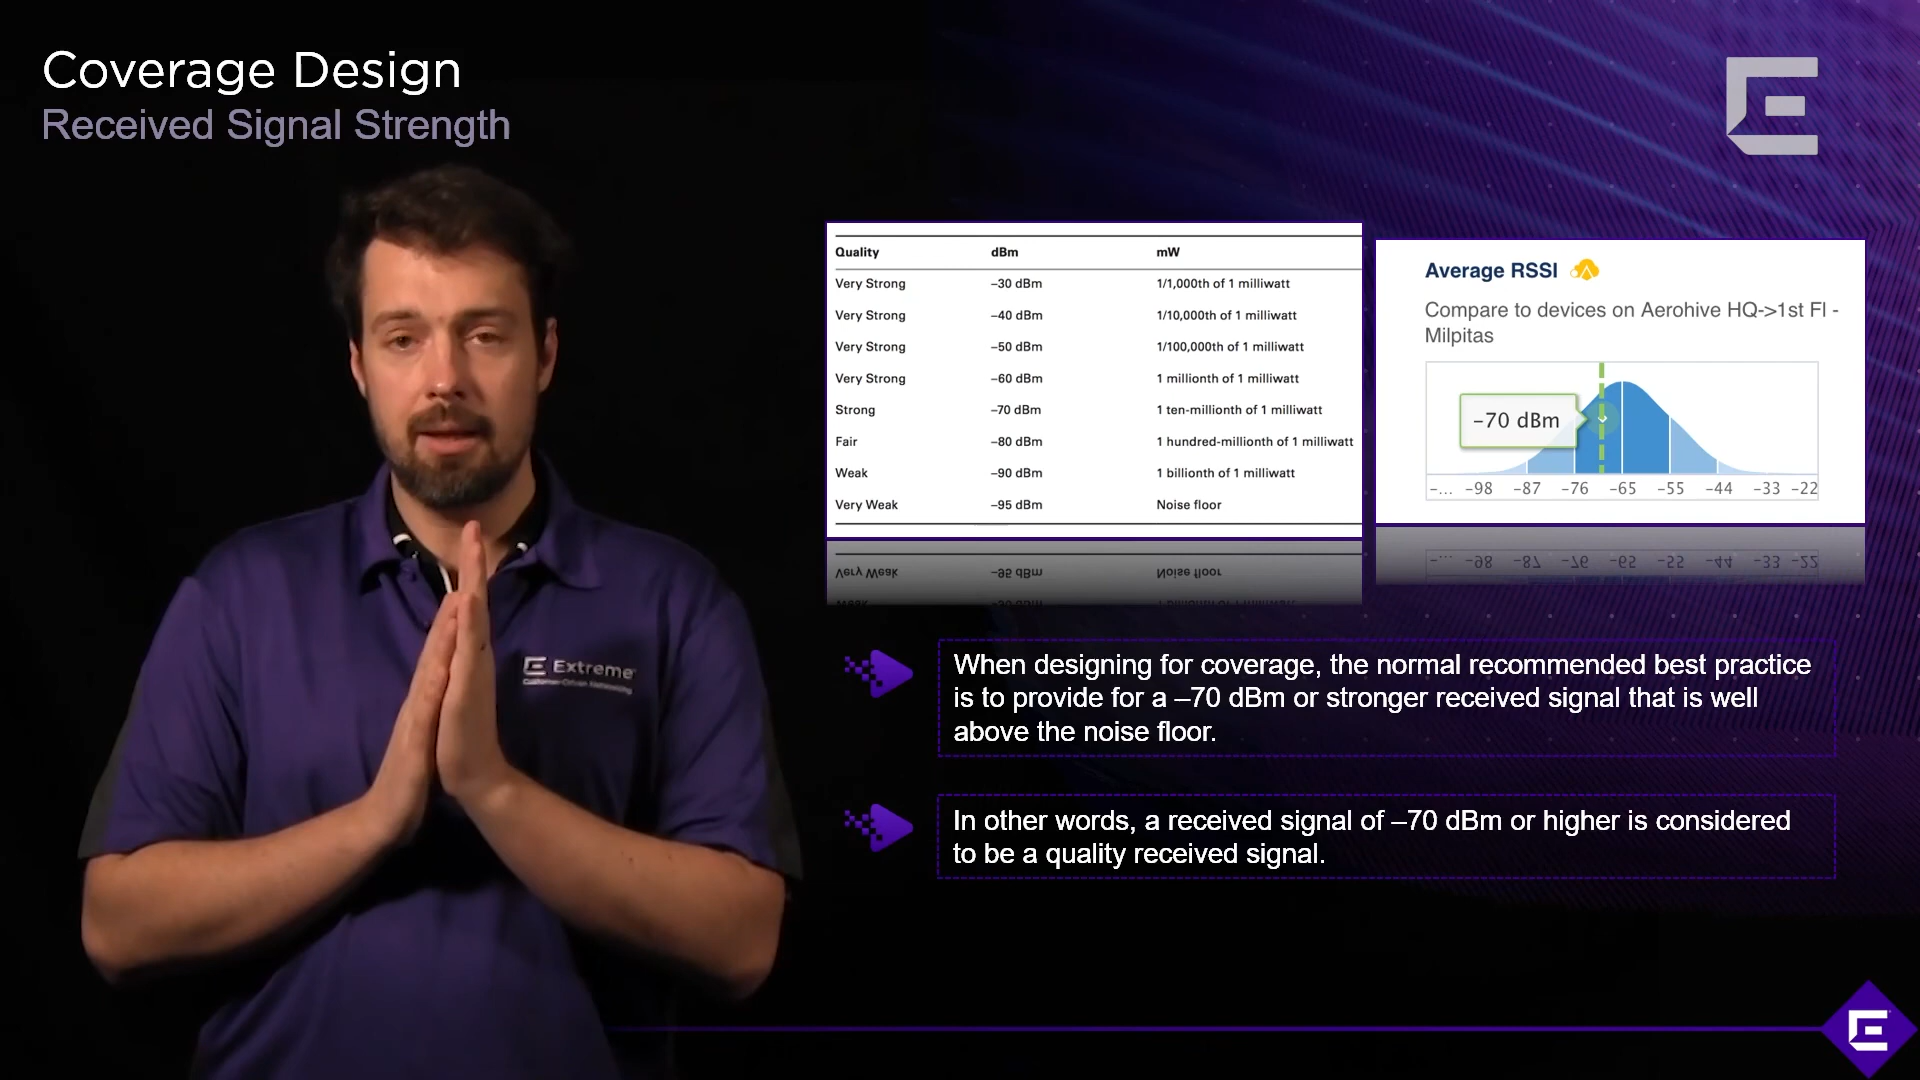 Coverage Design
Received Signal Strength
Quality dBm mW
Very Strong –30 dBm 1/1,000th of 1 milliwatt
Very Strong –40 dBm 1/10,000th of 1 milliwatt
Very Strong –50 dBm 1/100,000th of 1 milliwatt
Very Strong –60 dBm 1 millionth of 1 milliwatt
Strong –70 dBm 1 ten-millionth of 1 milliwatt
Fair –80 dBm 1 hundred-millionth of 1 milliwatt
Weak –90 dBm 1 billionth of 1 milliwatt
Very Weak –95 dBm Noise floor
Average RSSI
Compare to devices on Aerohive HQ->1st Fl -
Milpitas
–70 dBm
-... -98 -87 -76 -65 -55 -44 -33 -22
Extreme
Customer-Driven Networking
When designing for coverage, the normal recommended best practice
is to provide for a –70 dBm or stronger received signal that is well
above the noise floor.
In other words, a received signal of –70 dBm or higher is considered
to be a quality received signal.